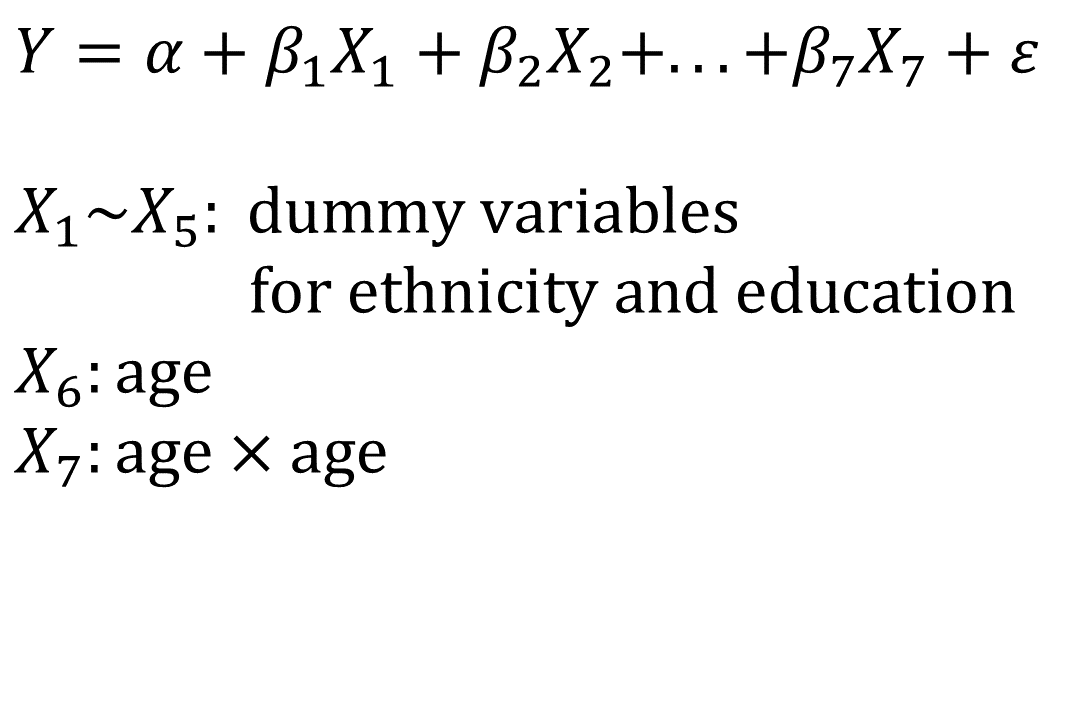 Y = α + β₁X₁ + β₂X₂+...+β₇X₇ + ε
X₁~X₅: dummy variables
for ethnicity and education
X₆: age
X₇: age × age